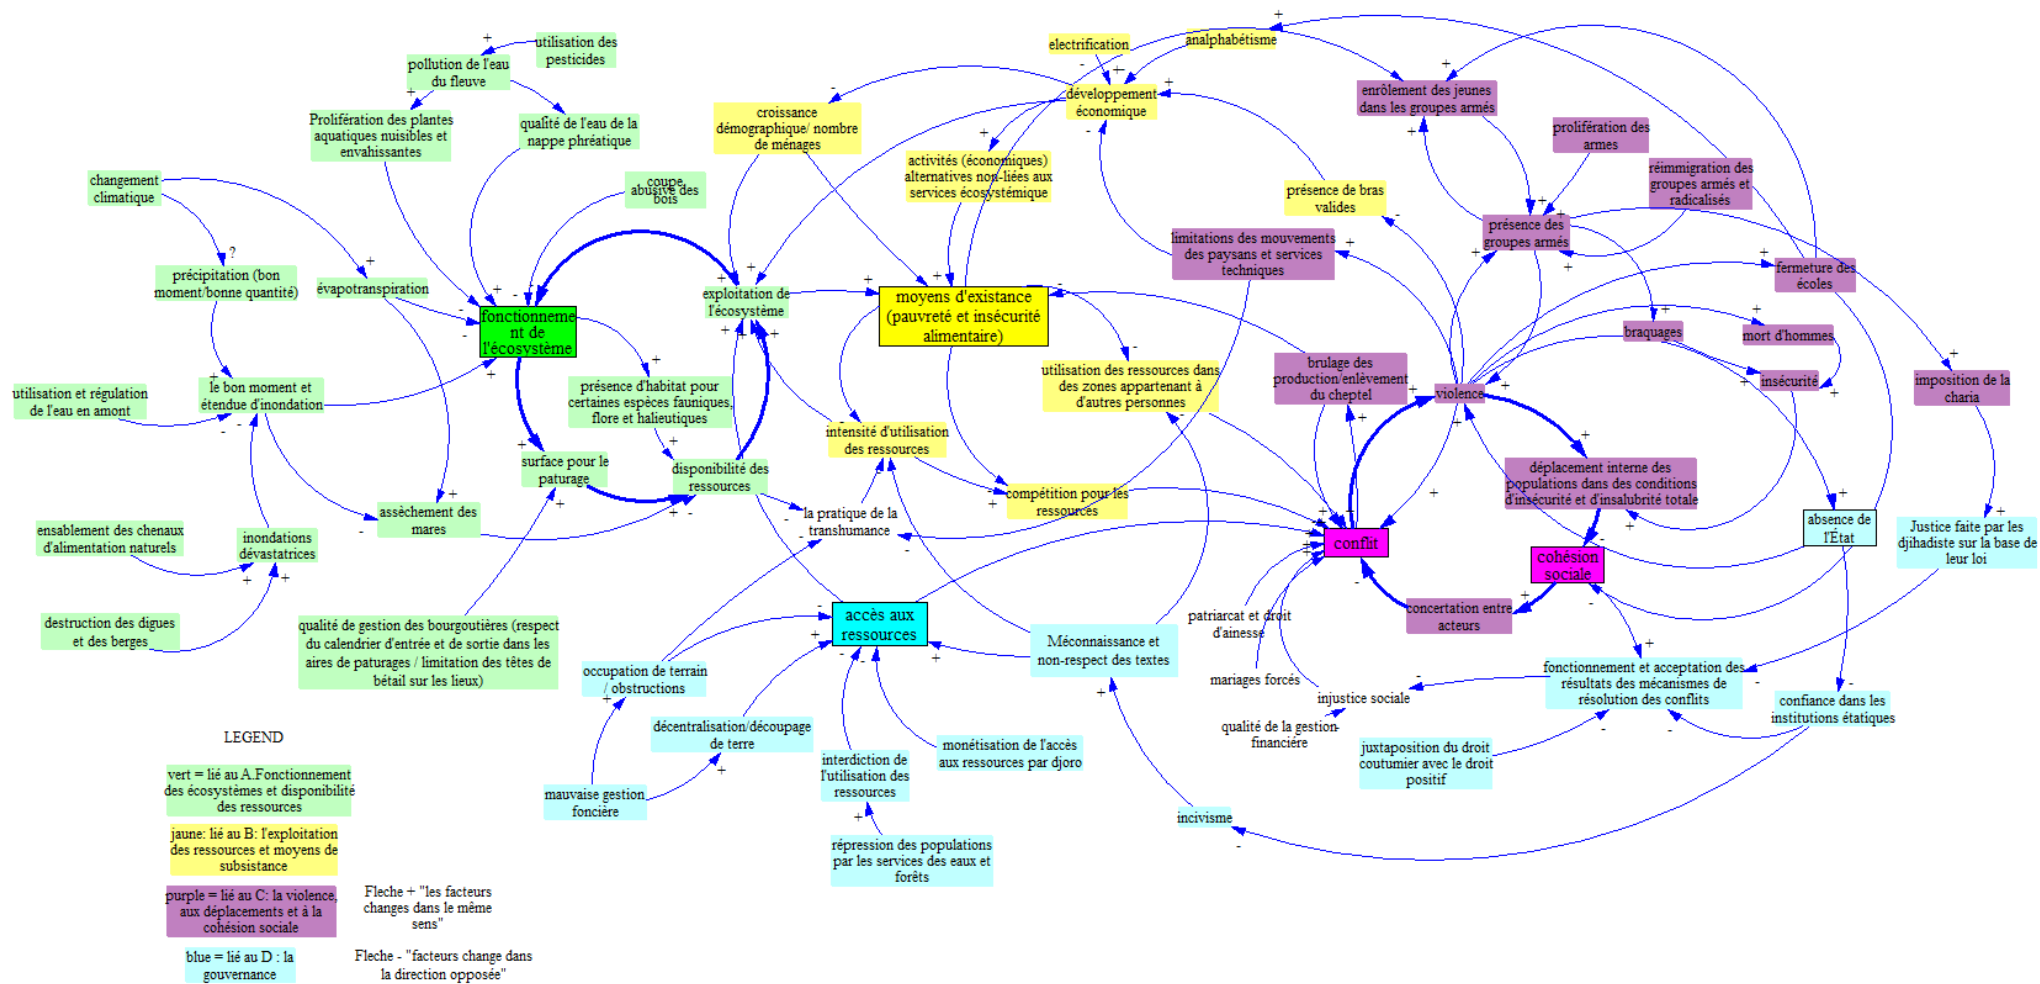 utilisation des
pesticides
pollution de l'eau
du fleuve
Prolifération des plantes
aquatiques nuisibles et
envahissantes
qualité de l'eau de la
nappe phréatique
changement
climatique
coupe
abusive des
bois
précipitation (bon
moment/bonne quantité)
évapotranspiration
fonctionneme
nt de
l'écosystème
exploitation de
l'écosystème
utilisation et régulation
de l'eau en amont
le bon moment et
étendue d'inondation
présence d'habitat pour
certaines espèces fauniques,
flore et halieutiques
surface pour le
paturage
disponibilité des
ressources
assèchement des
mares
ensablement des chenaux
d'alimentation naturels
inondations
dévastatrices
destruction des digues
et des berges
qualité de gestion des bourgoutières (respect
du calendrier d'entrée et de sortie dans les
aires de paturages / limitation des têtes de
bétail sur les lieux)
electrification
analphabétisme
développement
économique
croissance
démographique/ nombre
de ménages
activités (économiques)
alternatives non-liées aux
services écosystémique
présence de bras
valides
moyens d'existance
(pauvreté et insécurité
alimentaire)
utilisation des ressources dans
des zones appartenant à
d'autres personnes
intensité d'utilisation
des ressources
compétition pour les
ressources
la pratique de la
transhumance
enrôlement des jeunes
dans les groupes armés
prolifération des
armes
réimmigration des
groupes armés et
radicalisés
présence des
groupes armés
limitations des mouvements
des paysans et services
techniques
fermeture des
écoles
braquages
mort d'hommes
insécurité
imposition de la
charia
brulage des
production/enlèvement
du cheptel
violence
déplacement interne des
populations dans des conditions
d'insécurité et d'insalubrité totale
absence de
l'État
Justice faite par les
djihadiste sur la base de
leur loi
conflit
cohésion
sociale
concertation entre
acteurs
patriarcat et droit
d'ainesse
mariages forcés
injustice sociale
qualité de la gestion
financiére
fonctionnement et acceptation des
résultats des mécanismes de
résolution des conflits
confiance dans les
institutions étatiques
juxtaposition du droit
coutumier avec le droit
positif
accès aux
ressources
Méconnaissance et
non-respect des textes
occupation de terrain
/ obstructions
décentralisation/découpage
de terre
interdiction de
l'utilisation des
ressources
monétisation de l'accès
aux ressources par djoro
mauvaise gestion
foncière
incivisme
répression des populations
par les services des eaux et
forêts
LEGEND
vert = lié au A.Fonctionnement
des écosystèmes et disponibilité
des ressources
jaune: lié au B: l'exploitation
des ressources et moyens de
subsistance
purple = lié au C: la violence,
aux déplacements et à la
cohésion sociale
blue = lié au D : la
gouvernance
Fleche + "les facteurs
changes dans le même
sens"
Fleche - "facteurs change dans
la direction opposée"